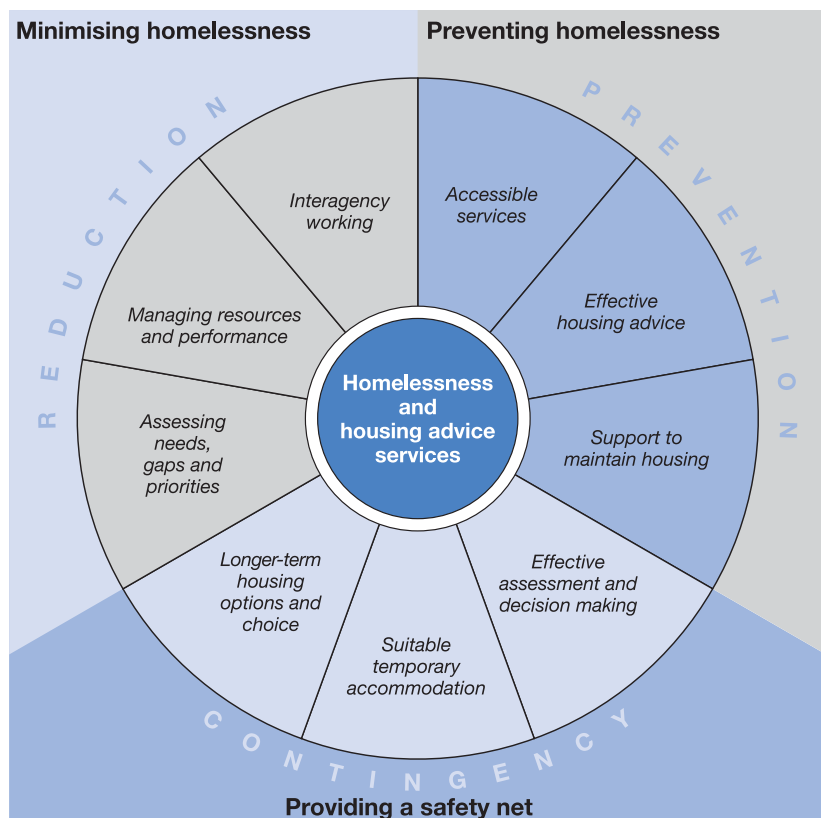 Minimising homelessness
Preventing homelessness
REDUCTION
PREVENTION
Interagency
working
Accessible
services
Managing resources
and performance
Effective
housing advice
Homelessness
and
housing advice
services
Assessing
needs,
gaps and
priorities
Support to
maintain housing
Longer-term
housing
options and
choice
Effective
assessment and
decision making
Suitable
temporary
accommodation
CONTINGENCY
Providing a safety net